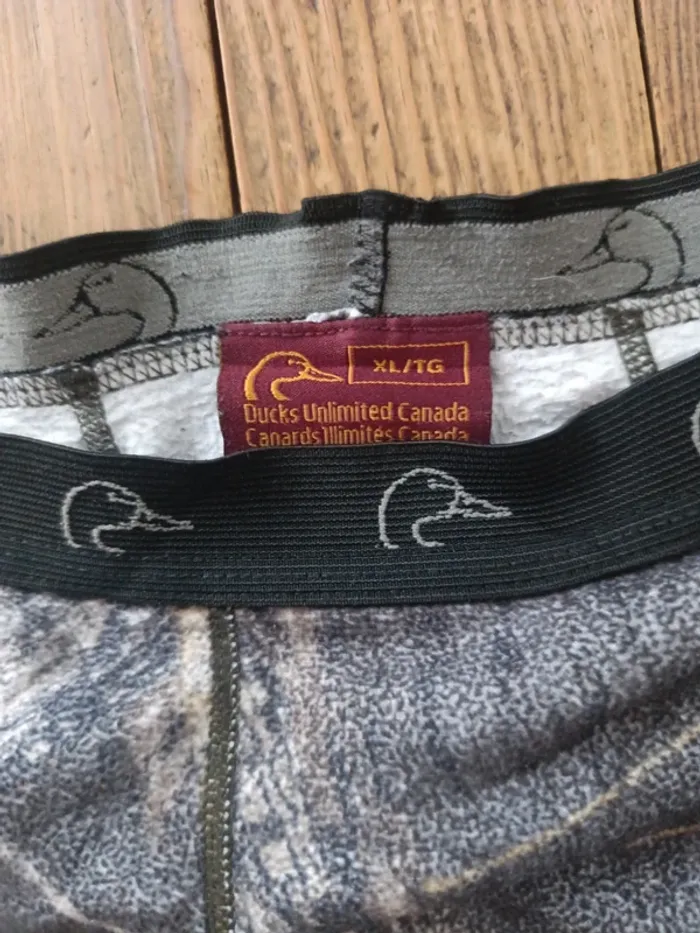 XL/TG
Ducks Unlimited Canada
Canards Illimités Canada